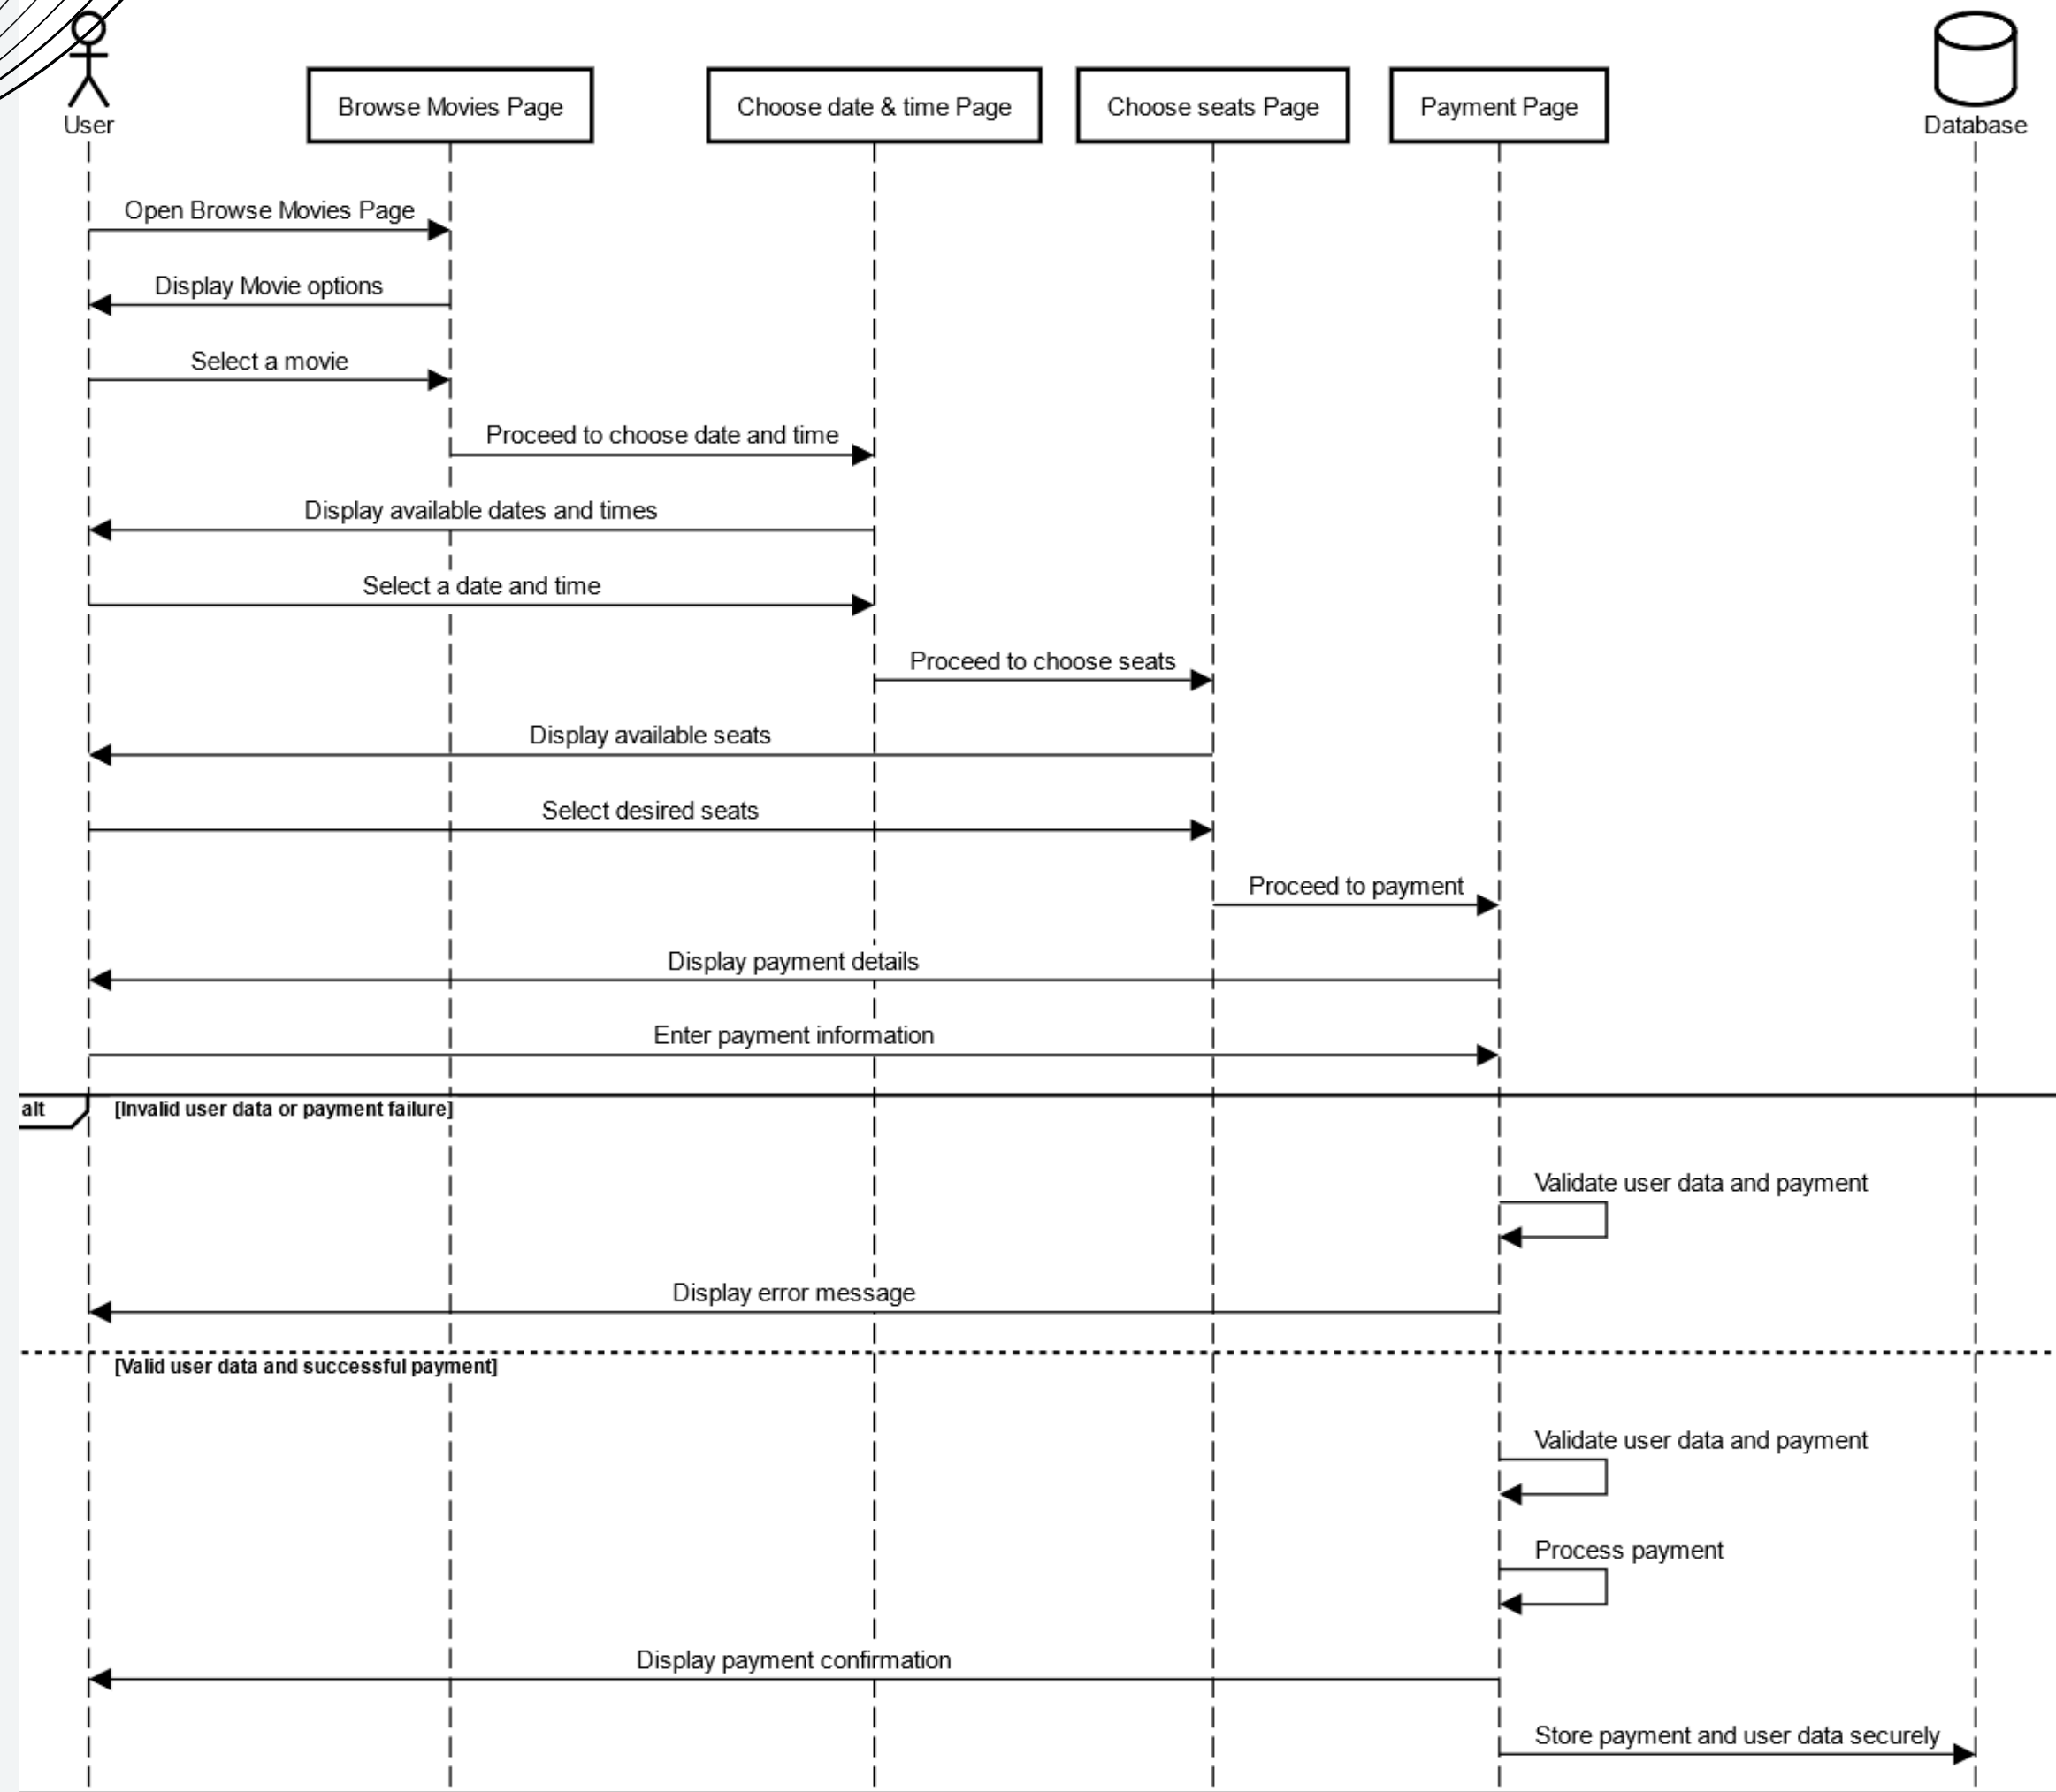 User
Browse Movies Page
Choose date & time Page
Choose seats Page
Payment Page
Database
Open Browse Movies Page
Display Movie options
Select a movie
Proceed to choose date and time
Display available dates and times
Select a date and time
Proceed to choose seats
Display available seats
Select desired seats
Proceed to payment
Display payment details
Enter payment information
alt
[Invalid user data or payment failure]
Validate user data and payment
Display error message
[Valid user data and successful payment]
Validate user data and payment
Process payment
Display payment confirmation
Store payment and user data securely